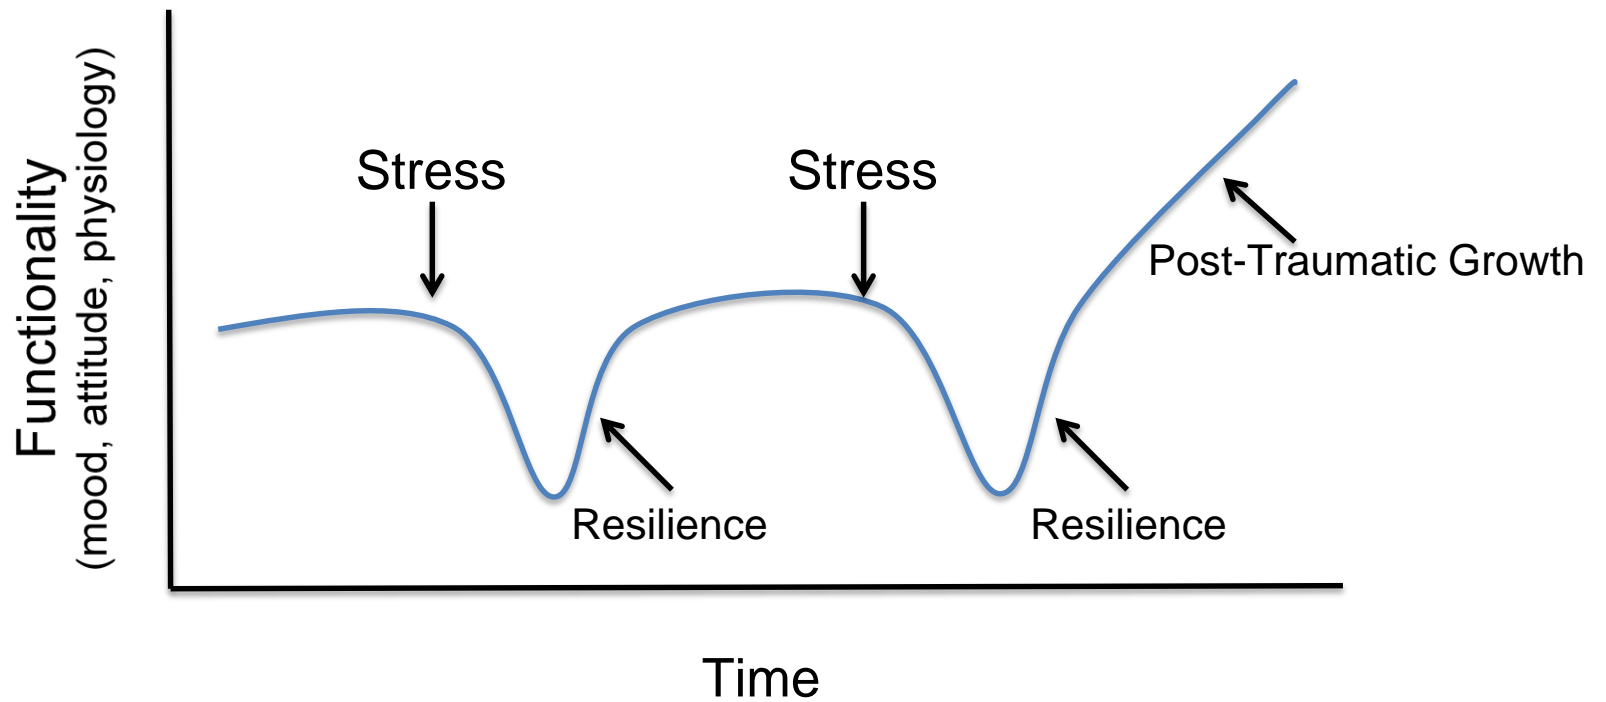 Functionality
(mood, attitude, physiology)
Stress
Stress
Post-Traumatic Growth
Resilience
Resilience
Time